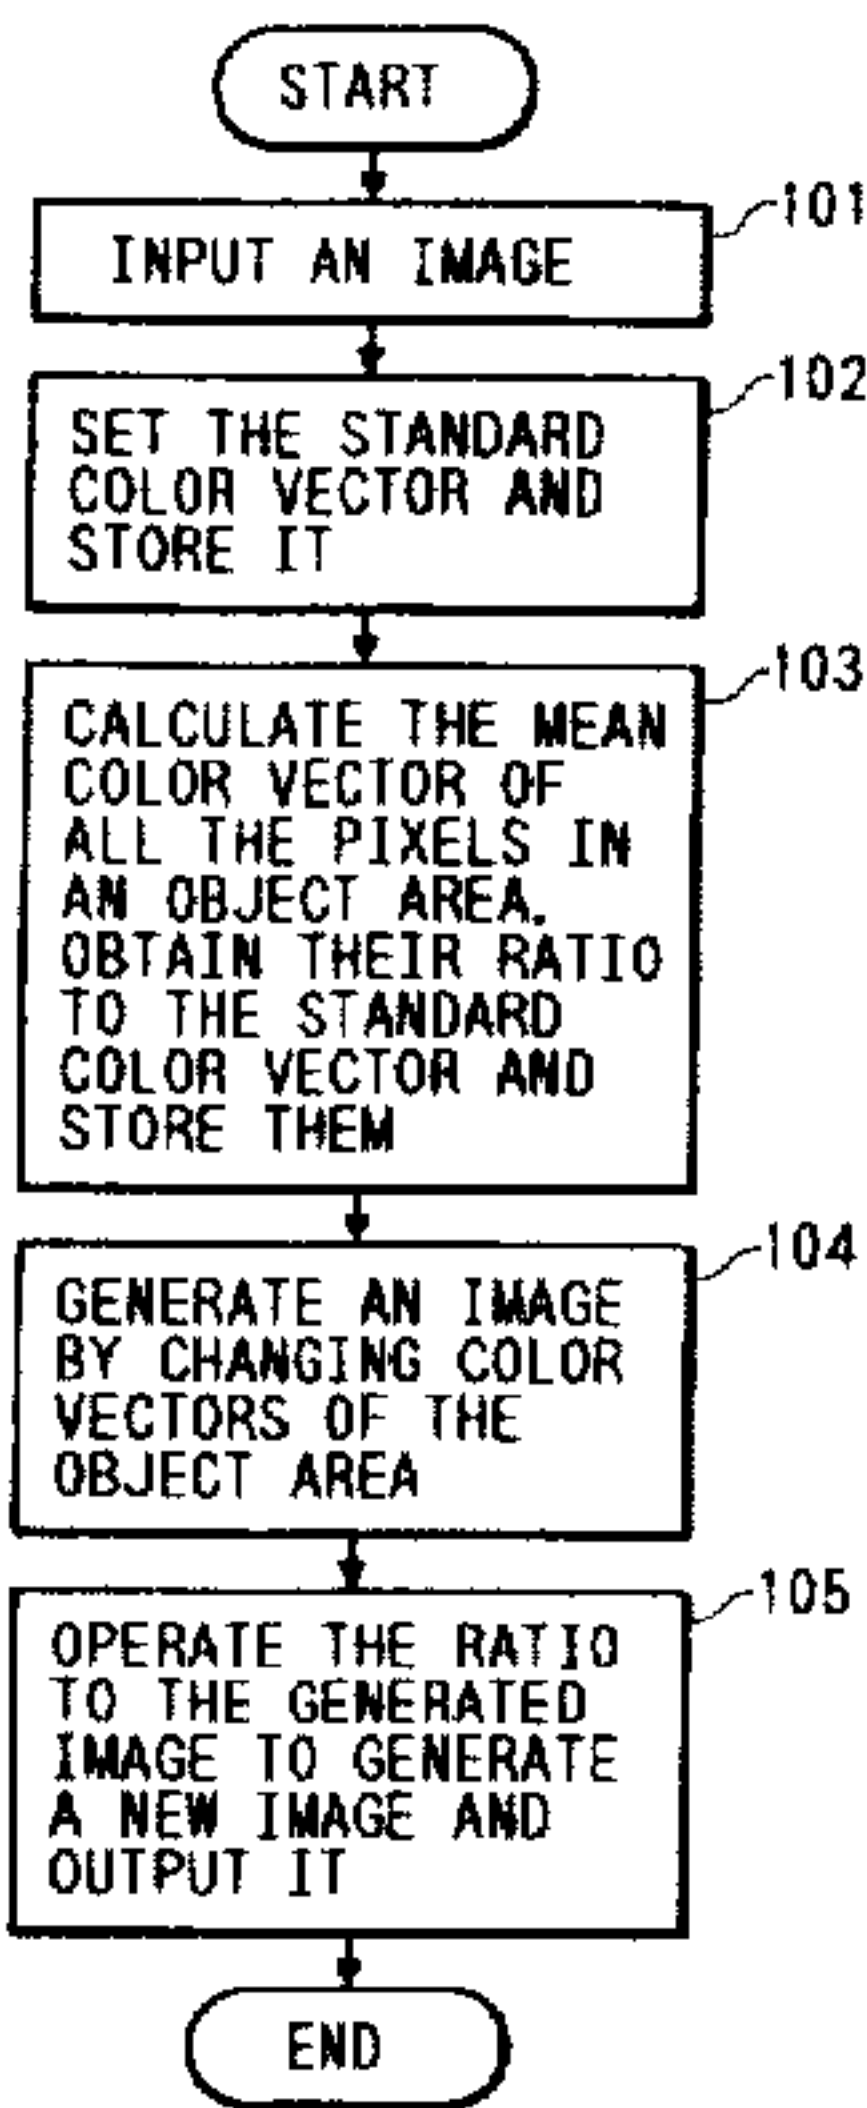 START
101
INPUT AN IMAGE
102
SET THE STANDARD
COLOR VECTOR AND
STORE IT
103
CALCULATE THE MEAN
COLOR VECTOR OF
ALL THE PIXELS IN
AN OBJECT AREA.
OBTAIN THEIR RATIO
TO THE STANDARD
COLOR VECTOR AND
STORE THEM
104
GENERATE AN IMAGE
BY CHANGING COLOR
VECTORS OF THE
OBJECT AREA
105
OPERATE THE RATIO
TO THE GENERATED
IMAGE TO GENERATE
A NEW IMAGE AND
OUTPUT IT
END